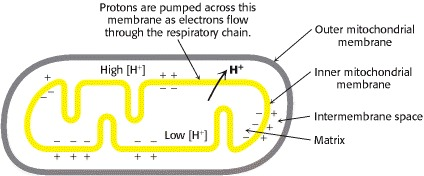 Protons are pumped across this
membrane as electrons flow
through the respiratory chain.
Outer mitochondrial
membrane
High [H⁺]
H⁺
Inner mitochondrial
membrane
Intermembrane space
Low [H⁺]
Matrix
+
− −
+ +
− −
− − −
+ + +
− − −
+ + +
− +
− +
− +